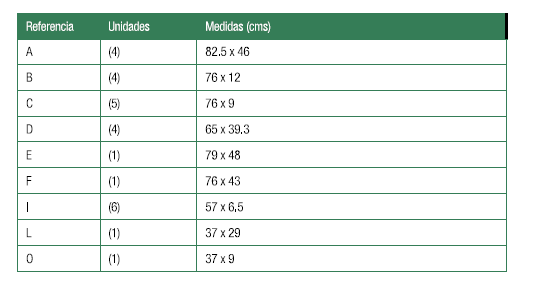 Referencia Unidades Medidas (cms)
A (4) 82.5 x 46
B (4) 76 x 12
C (5) 76 x 9
D (4) 65 x 39.3
E (1) 79 x 48
F (1) 76 x 43
I (6) 57 x 6,5
L (1) 37 x 29
O (1) 37 x 9